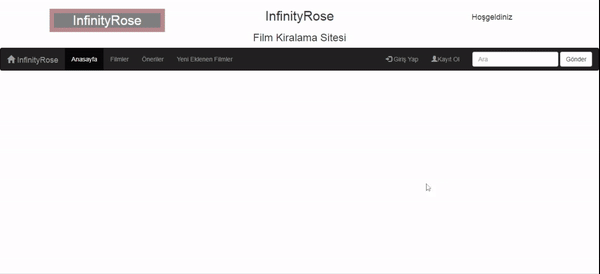 InfinityRose
InfinityRose
Hoşgeldiniz
Film Kiralama Sitesi
InfinityRose Anasayfa Filmler Öneriler Yeni Eklenen Filmler Giriş Yap Kayıt Ol Ara Gönder